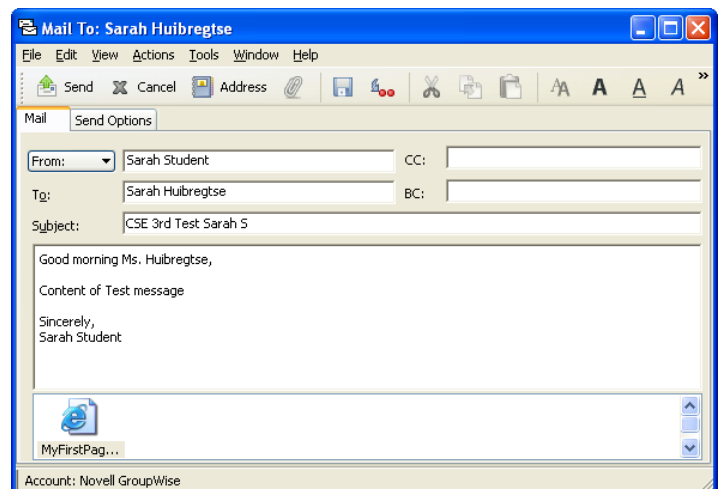 Mail To: Sarah Huibregtse
File Edit View Actions Tools Window Help
Send Cancel Address AA A A A »
Mail Send Options
From: Sarah Student CC:
To: Sarah Huibregtse BC:
Subject: CSE 3rd Test Sarah S
Good morning Ms. Huibregtse,
Content of Test message
Sincerely,
Sarah Student
MyFirstPag...
Account: Novell GroupWise